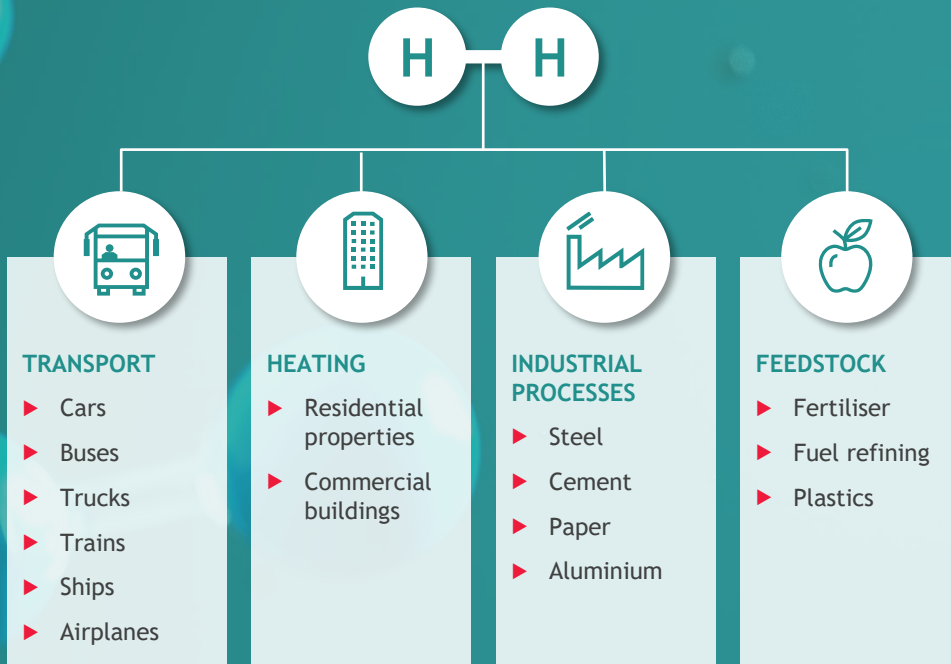 H H
TRANSPORT
Cars
Buses
Trucks
Trains
Ships
Airplanes
HEATING
Residential
properties
Commercial
buildings
INDUSTRIAL
PROCESSES
Steel
Cement
Paper
Aluminium
FEEDSTOCK
Fertiliser
Fuel refining
Plastics